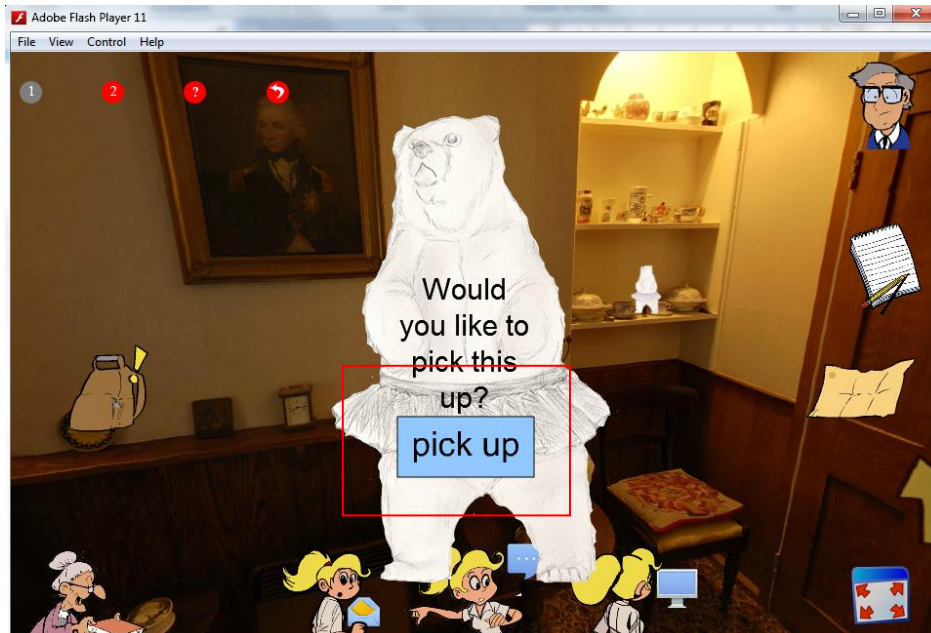 Adobe Flash Player 11
File View Control Help
1 2 ?
Would
you like to
pick this
up?
pick up